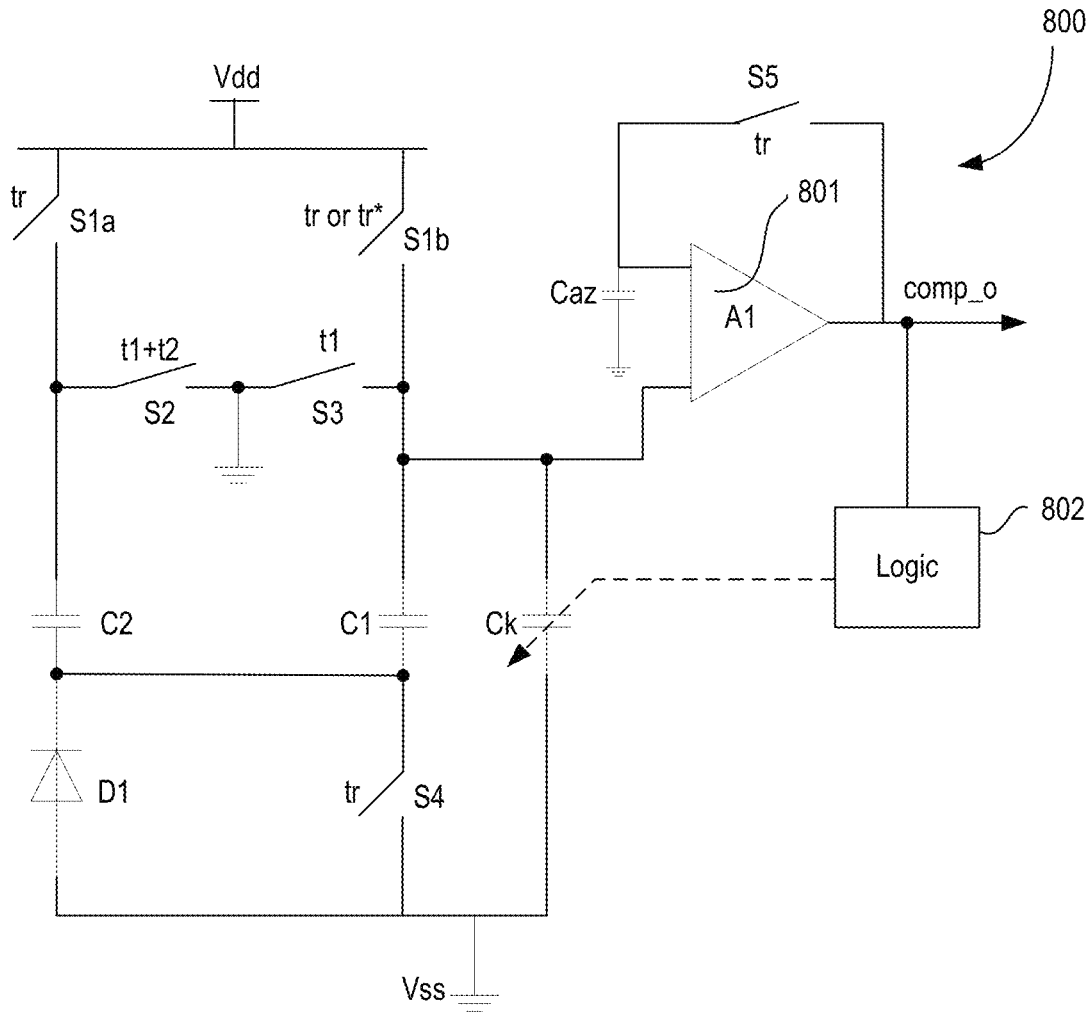 800
Vdd
S5
tr
tr
S1a
tr or tr*
S1b
801
Caz
A1
comp_o
t1+t2
t1
S2
S3
802
Logic
C2
C1
Ck
D1
tr
S4
Vss